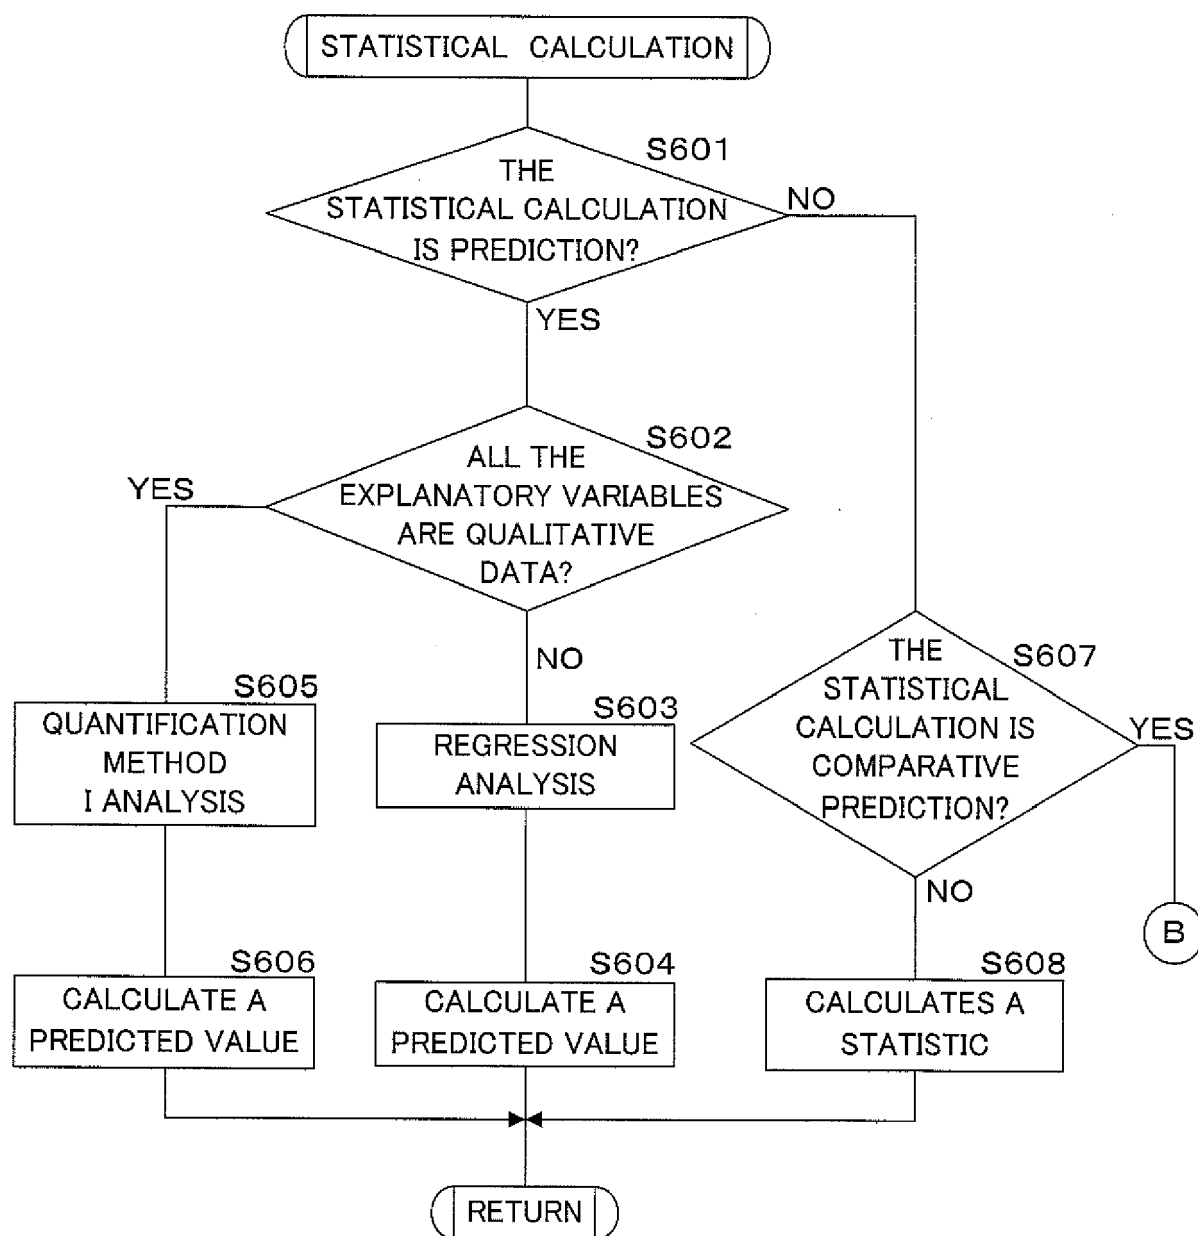 STATISTICAL CALCULATION
S601
THE
STATISTICAL CALCULATION
IS PREDICTION?
NO
YES
S602
ALL THE
EXPLANATORY VARIABLES
ARE QUALITATIVE
DATA?
YES
NO
S605
QUANTIFICATION
METHOD
I ANALYSIS
S603
REGRESSION
ANALYSIS
S607
THE
STATISTICAL
CALCULATION IS
COMPARATIVE
PREDICTION?
YES
NO
B
S606
CALCULATE A
PREDICTED VALUE
S604
CALCULATE A
PREDICTED VALUE
S608
CALCULATES A
STATISTIC
RETURN